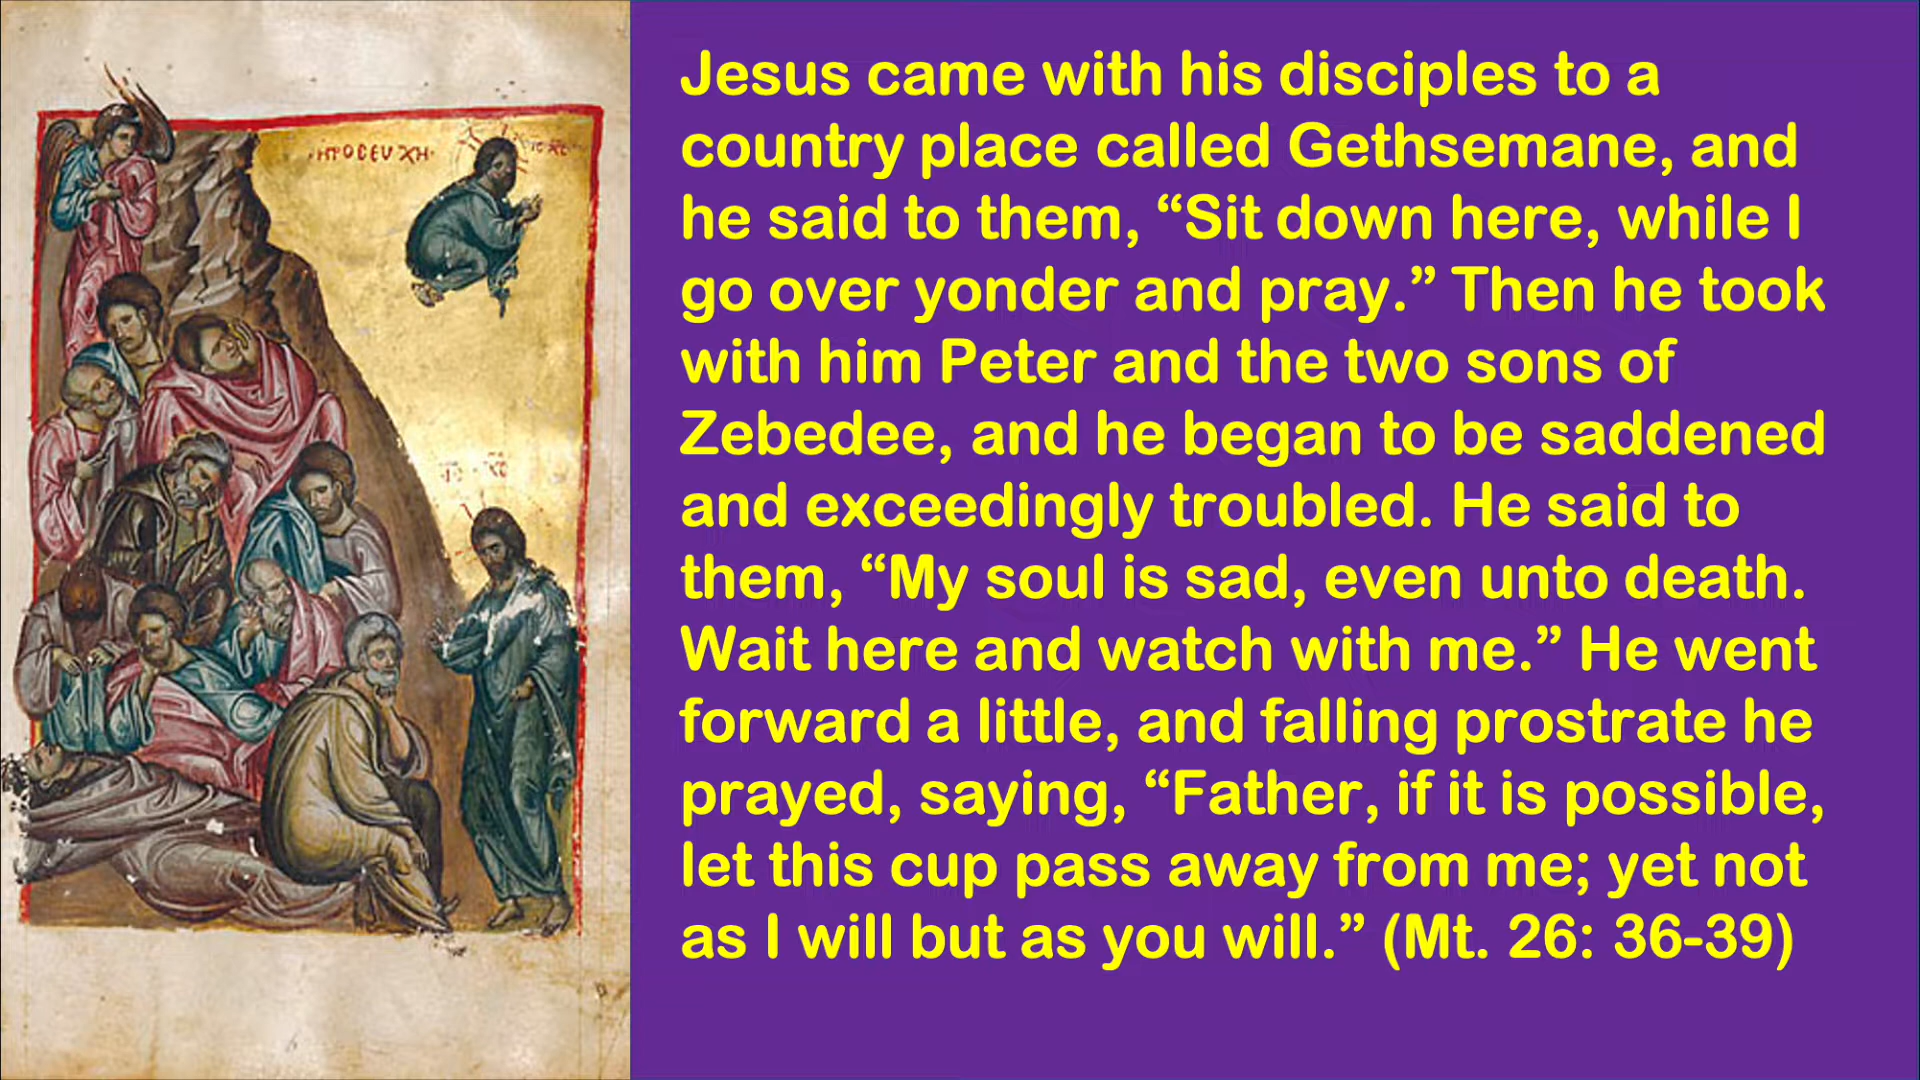 ·Η ΠΡΟCΕΥΧΗ·
Jesus came with his disciples to a
country place called Gethsemane, and
he said to them, “Sit down here, while I
go over yonder and pray.” Then he took
with him Peter and the two sons of
Zebedee, and he began to be saddened
and exceedingly troubled. He said to
them, “My soul is sad, even unto death.
Wait here and watch with me.” He went
forward a little, and falling prostrate he
prayed, saying, “Father, if it is possible,
let this cup pass away from me; yet not
as I will but as you will.” (Mt. 26: 36-39)